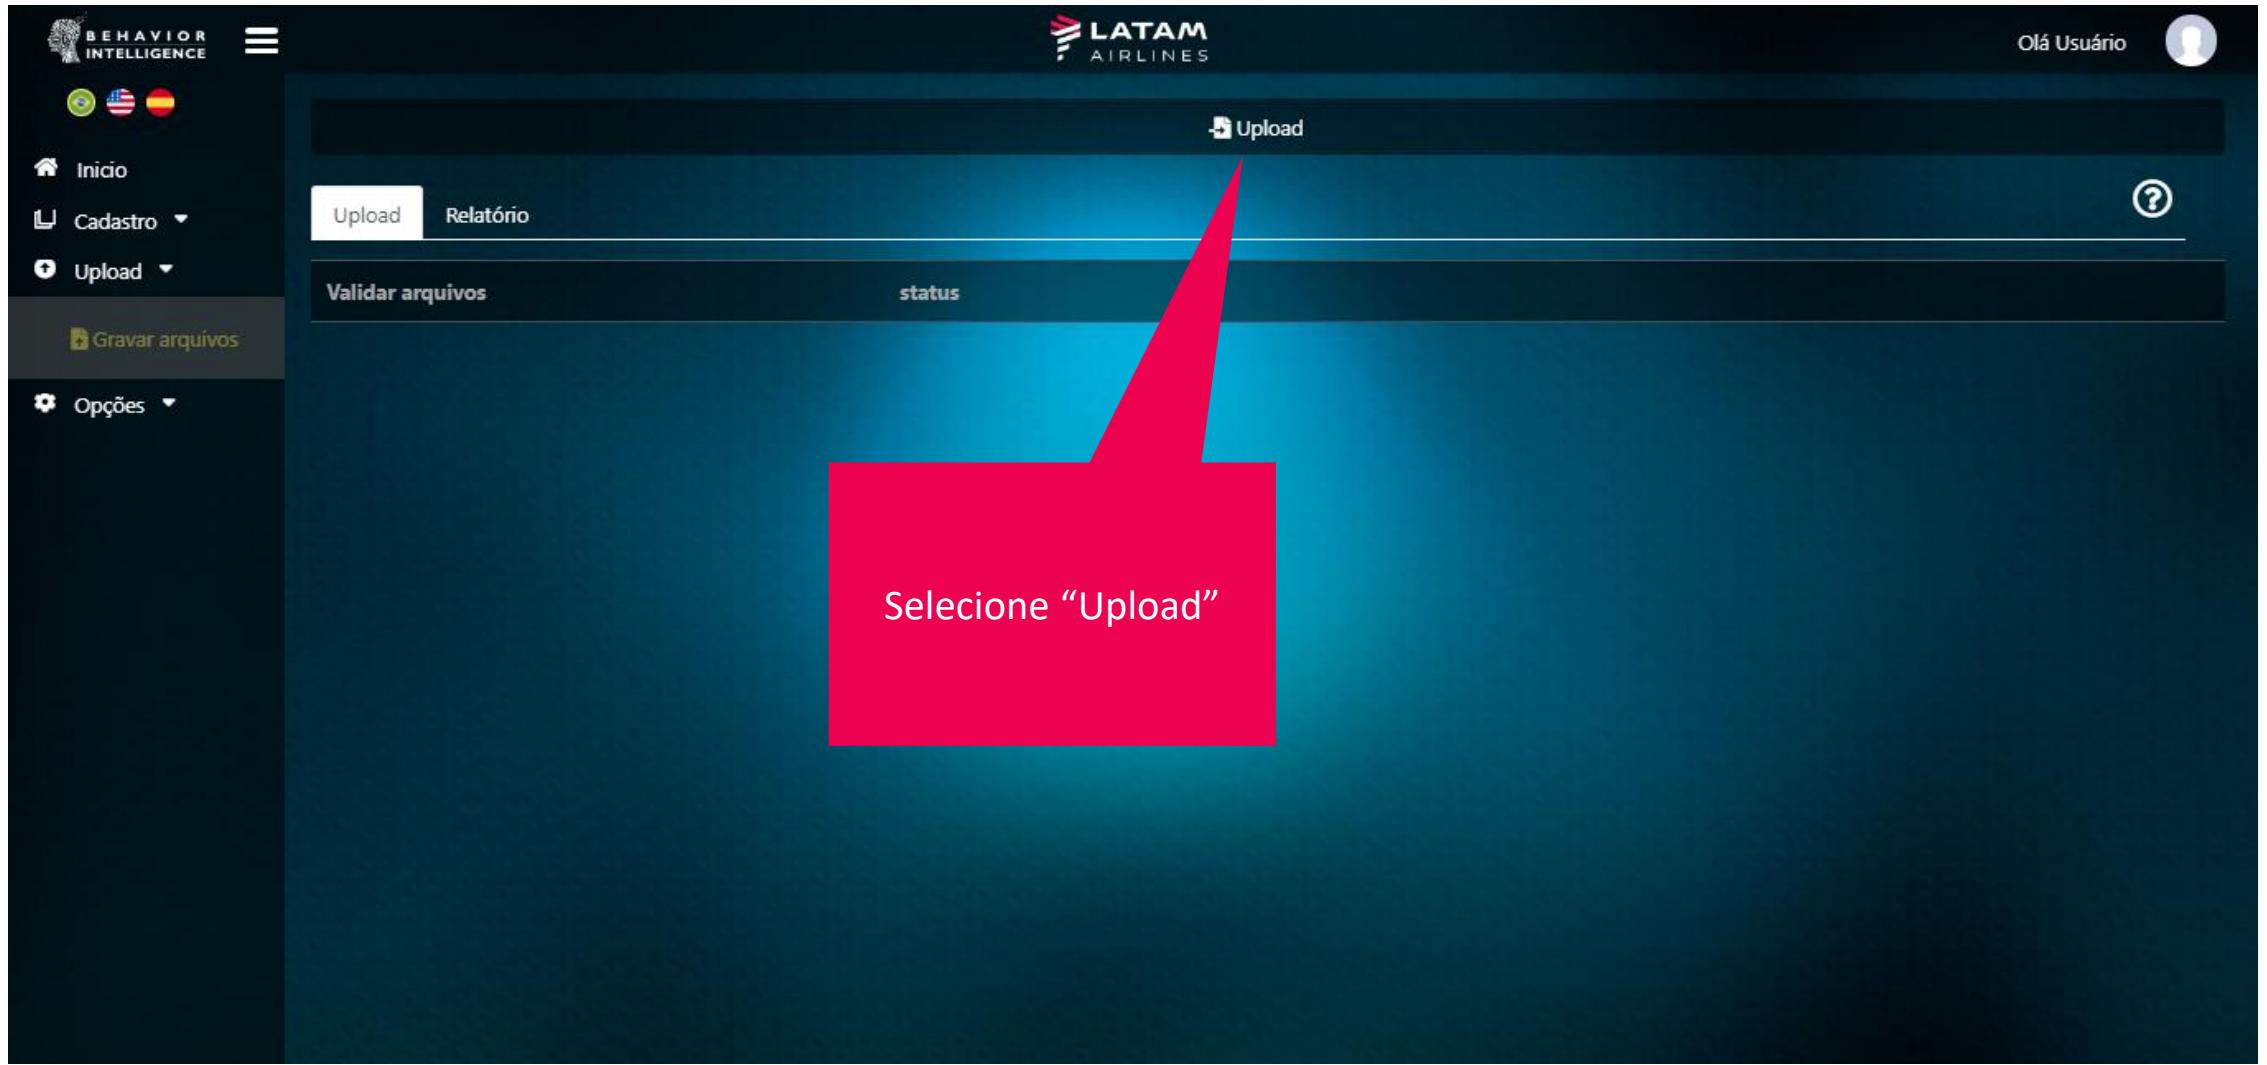 BEHAVIOR
INTELLIGENCE
LATAM
AIRLINES
Olá Usuário
Upload
Inicio
Cadastro
Upload
Gravar arquivos
Opções
Upload Relatório
Validar arquivos status
Selecione “Upload”